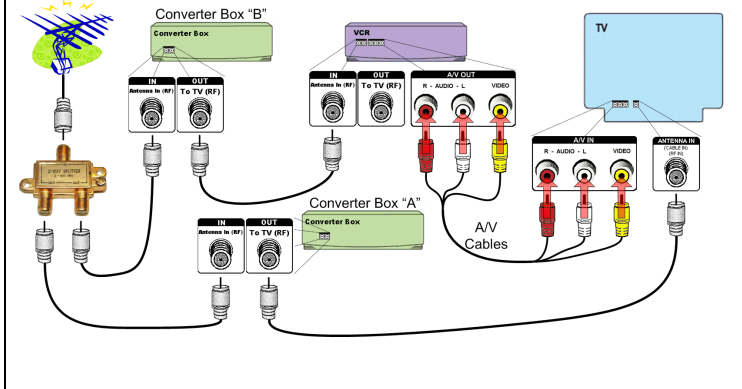 Converter Box “B”
Converter Box
IN
Antenna In (RF)
OUT
To TV (RF)
VCR
IN
Antenna In (RF)
OUT
To TV (RF)
A/V OUT
R - AUDIO - L
VIDEO
TV
A/V IN
R - AUDIO - L
VIDEO
ANTENNA IN
(CABLE IN)
(RF IN)
2-WAY SPLITTER
Converter Box “A”
Converter Box
IN
Antenna In (RF)
OUT
To TV (RF)
A/V
Cables